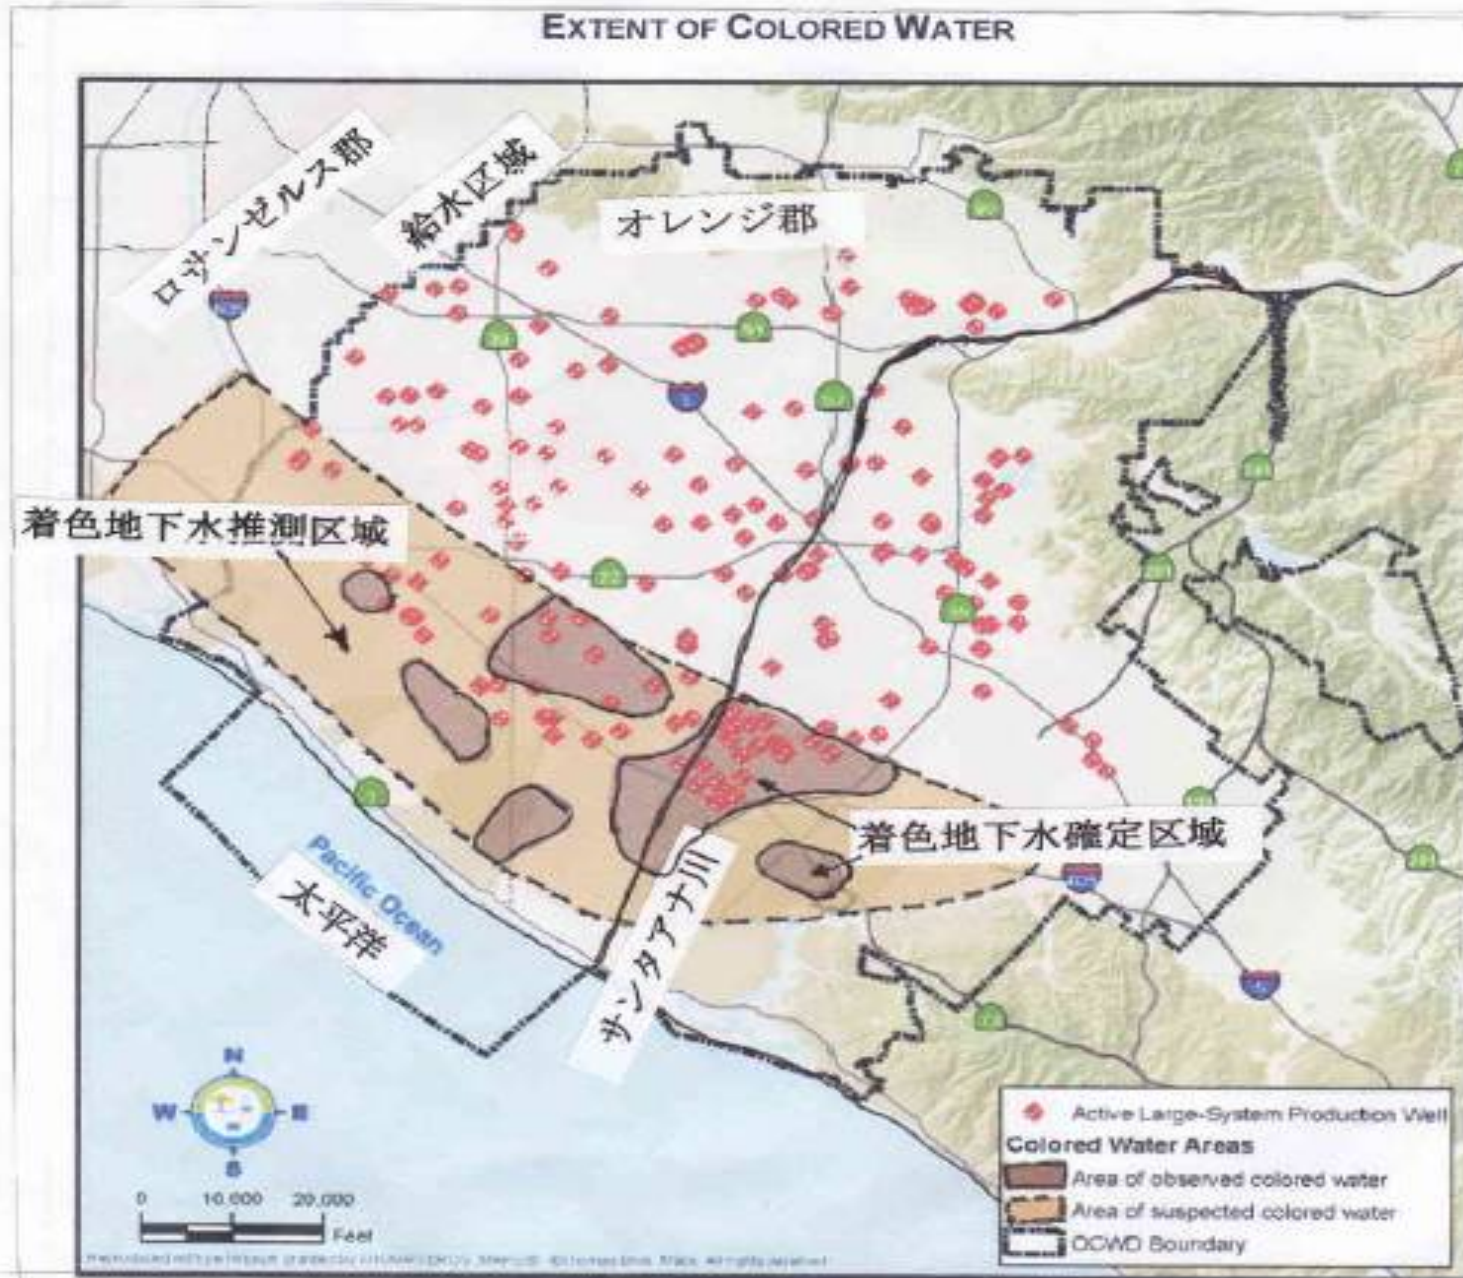 EXTENT OF COLORED WATER
ロサンゼルス郡
給水区域
オレンジ郡
着色地下水推測区域
22
着色地下水確定区域
Pacific Ocean
太平洋
サンタアナ川
N
W
E
S
0 10,000 20,000
Feet
Active Large-System Production Well
Colored Water Areas
Area of observed colored water
Area of suspected colored water
OCWD Boundary